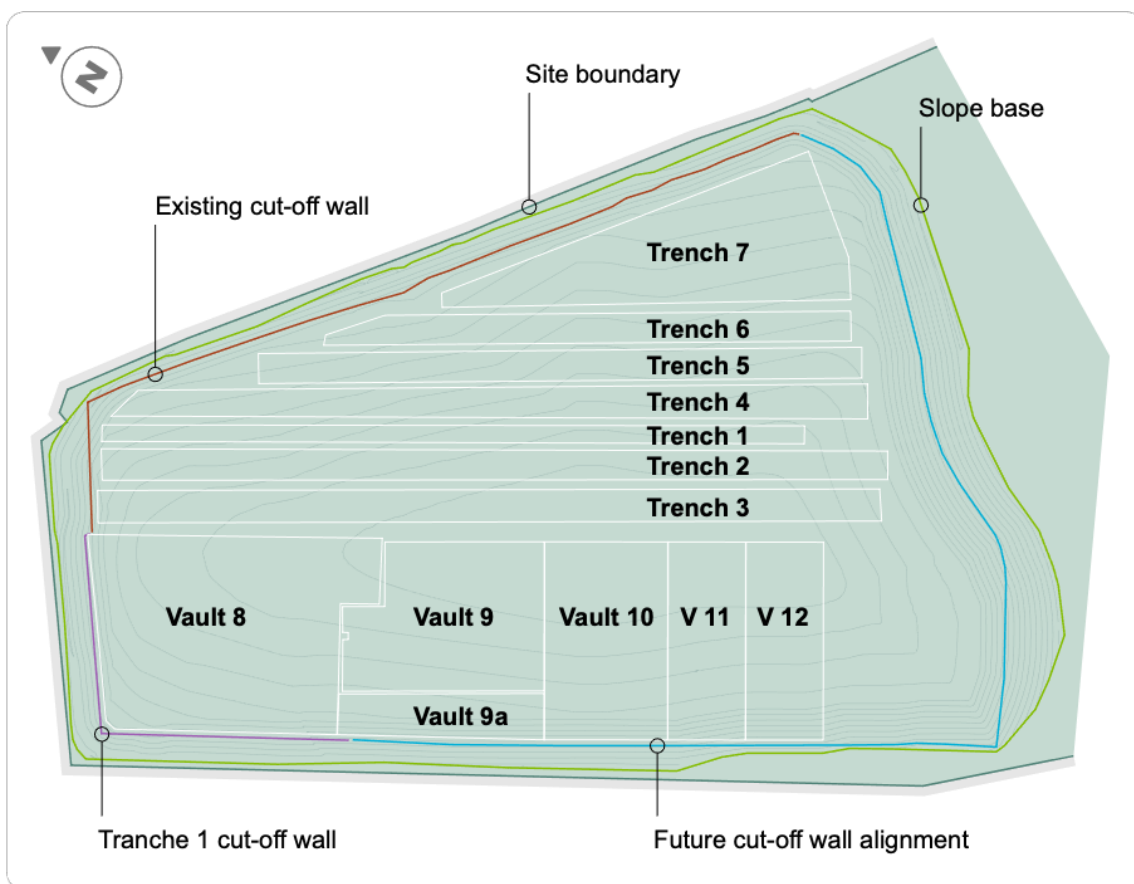 N
Site boundary
Slope base
Existing cut-off wall
Trench 7
Trench 6
Trench 5
Trench 4
Trench 1
Trench 2
Trench 3
Vault 8
Vault 9
Vault 10
V 11
V 12
Vault 9a
Tranche 1 cut-off wall
Future cut-off wall alignment